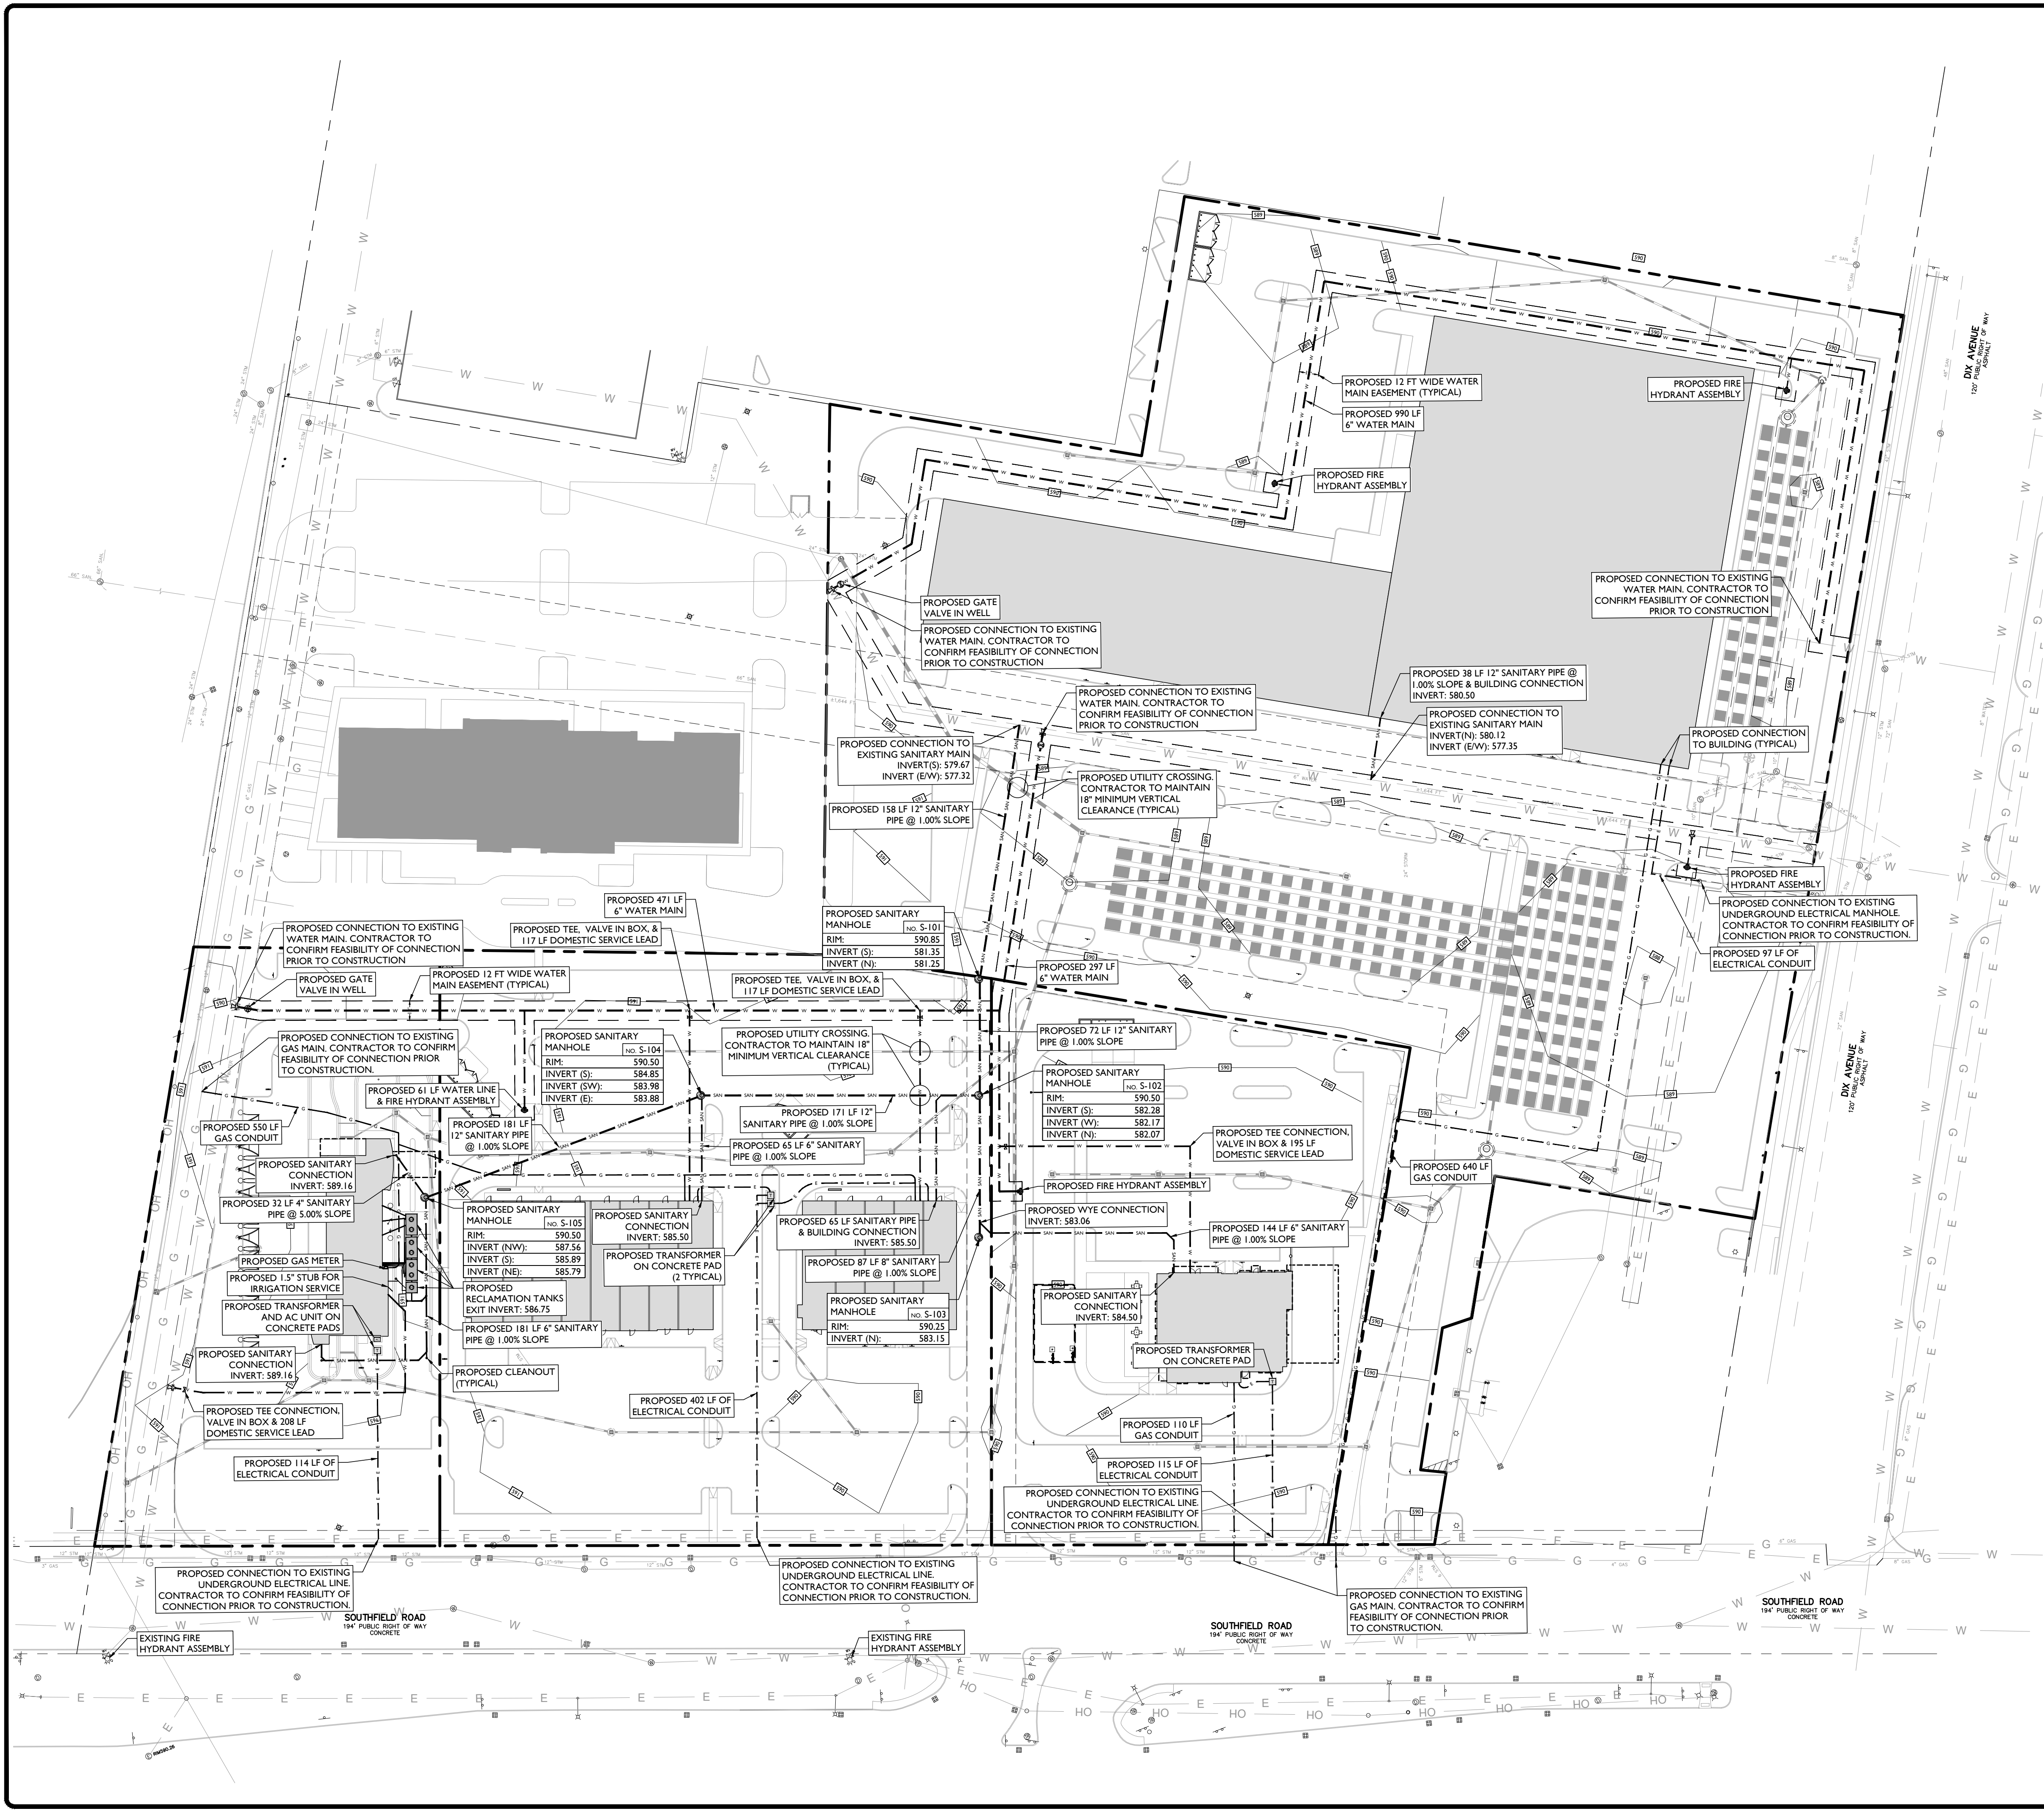 DIX AVENUE
120' PUBLIC RIGHT OF WAY
ASPHALT
PROPOSED 12 FT WIDE WATER
MAIN EASEMENT (TYPICAL)
PROPOSED FIRE
HYDRANT ASSEMBLY
PROPOSED 990 LF
6" WATER MAIN
PROPOSED FIRE
HYDRANT ASSEMBLY
PROPOSED CONNECTION TO EXISTING
WATER MAIN. CONTRACTOR TO
CONFIRM FEASIBILITY OF CONNECTION
PRIOR TO CONSTRUCTION
PROPOSED GATE
VALVE IN WELL
PROPOSED CONNECTION TO EXISTING
WATER MAIN. CONTRACTOR TO
CONFIRM FEASIBILITY OF CONNECTION
PRIOR TO CONSTRUCTION
PROPOSED 38 LF 12" SANITARY PIPE @
1.00% SLOPE & BUILDING CONNECTION
INVERT: 580.50
PROPOSED CONNECTION TO EXISTING
WATER MAIN. CONTRACTOR TO
CONFIRM FEASIBILITY OF CONNECTION
PRIOR TO CONSTRUCTION
PROPOSED CONNECTION TO
EXISTING SANITARY MAIN
INVERT(N): 580.12
INVERT (E/W): 577.35
PROPOSED CONNECTION
TO BUILDING (TYPICAL)
PROPOSED CONNECTION TO
EXISTING SANITARY MAIN
INVERT(S): 579.67
INVERT (E/W): 577.32
PROPOSED UTILITY CROSSING.
CONTRACTOR TO MAINTAIN
18" MINIMUM VERTICAL
CLEARANCE (TYPICAL)
PROPOSED 158 LF 12" SANITARY
PIPE @ 1.00% SLOPE
PROPOSED FIRE
HYDRANT ASSEMBLY
PROPOSED 471 LF
6" WATER MAIN
PROPOSED CONNECTION TO EXISTING
UNDERGROUND ELECTRICAL MANHOLE.
CONTRACTOR TO CONFIRM FEASIBILITY OF
CONNECTION PRIOR TO CONSTRUCTION.
PROPOSED SANITARY
MANHOLE NO. S-101
RIM: 590.85
INVERT (S): 581.35
INVERT (N): 581.25
PROPOSED CONNECTION TO EXISTING
WATER MAIN. CONTRACTOR TO
CONFIRM FEASIBILITY OF CONNECTION
PRIOR TO CONSTRUCTION
PROPOSED TEE, VALVE IN BOX, &
117 LF DOMESTIC SERVICE LEAD
PROPOSED 97 LF OF
ELECTRICAL CONDUIT
PROPOSED GATE
VALVE IN WELL
PROPOSED 12 FT WIDE WATER
MAIN EASEMENT (TYPICAL)
PROPOSED TEE, VALVE IN BOX, &
117 LF DOMESTIC SERVICE LEAD
PROPOSED 297 LF
6" WATER MAIN
PROPOSED CONNECTION TO EXISTING
GAS MAIN. CONTRACTOR TO CONFIRM
FEASIBILITY OF CONNECTION PRIOR
TO CONSTRUCTION.
PROPOSED SANITARY
MANHOLE NO. S-104
RIM: 590.50
INVERT (S): 584.85
INVERT (SW): 583.98
INVERT (E): 583.88
PROPOSED UTILITY CROSSING.
CONTRACTOR TO MAINTAIN 18"
MINIMUM VERTICAL CLEARANCE
(TYPICAL)
PROPOSED 72 LF 12" SANITARY
PIPE @ 1.00% SLOPE
DIX AVENUE
120' PUBLIC RIGHT OF WAY
ASPHALT
PROPOSED SANITARY
MANHOLE NO. S-102
RIM: 590.50
INVERT (S): 582.28
INVERT (W): 582.17
INVERT (N): 582.07
PROPOSED 61 LF WATER LINE
& FIRE HYDRANT ASSEMBLY
PROPOSED 550 LF
GAS CONDUIT
PROPOSED 181 LF
12" SANITARY PIPE
@ 1.00% SLOPE
PROPOSED 171 LF 12"
SANITARY PIPE @ 1.00% SLOPE
PROPOSED 65 LF 6" SANITARY
PIPE @ 1.00% SLOPE
PROPOSED TEE CONNECTION,
VALVE IN BOX & 195 LF
DOMESTIC SERVICE LEAD
PROPOSED 640 LF
GAS CONDUIT
PROPOSED SANITARY
CONNECTION
INVERT: 589.16
PROPOSED FIRE HYDRANT ASSEMBLY
PROPOSED 32 LF 4" SANITARY
PIPE @ 5.00% SLOPE
PROPOSED SANITARY
MANHOLE NO. S-105
RIM: 590.50
INVERT (NW): 587.56
INVERT (S): 585.89
INVERT (NE): 585.79
PROPOSED SANITARY
CONNECTION
INVERT: 585.50
PROPOSED 65 LF SANITARY PIPE
& BUILDING CONNECTION
INVERT: 585.50
PROPOSED WYE CONNECTION
INVERT: 583.06
PROPOSED 144 LF 6" SANITARY
PIPE @ 1.00% SLOPE
PROPOSED GAS METER
PROPOSED TRANSFORMER
ON CONCRETE PAD
(2 TYPICAL)
PROPOSED 87 LF 8" SANITARY
PIPE @ 1.00% SLOPE
PROPOSED 1.5" STUB FOR
IRRIGATION SERVICE
PROPOSED
RECLAMATION TANKS
EXIT INVERT: 586.75
PROPOSED SANITARY
MANHOLE NO. S-103
RIM: 590.25
INVERT (N): 583.15
PROPOSED SANITARY
CONNECTION
INVERT: 584.50
PROPOSED TRANSFORMER
AND AC UNIT ON
CONCRETE PADS
PROPOSED 181 LF 6" SANITARY
PIPE @ 1.00% SLOPE
PROPOSED SANITARY
CONNECTION
INVERT: 589.16
PROPOSED TRANSFORMER
ON CONCRETE PAD
PROPOSED CLEANOUT
(TYPICAL)
PROPOSED 402 LF OF
ELECTRICAL CONDUIT
PROPOSED TEE CONNECTION,
VALVE IN BOX & 208 LF
DOMESTIC SERVICE LEAD
PROPOSED 110 LF
GAS CONDUIT
PROPOSED 114 LF OF
ELECTRICAL CONDUIT
PROPOSED 115 LF OF
ELECTRICAL CONDUIT
PROPOSED CONNECTION TO EXISTING
UNDERGROUND ELECTRICAL LINE.
CONTRACTOR TO CONFIRM FEASIBILITY OF
CONNECTION PRIOR TO CONSTRUCTION.
PROPOSED CONNECTION TO EXISTING
UNDERGROUND ELECTRICAL LINE.
CONTRACTOR TO CONFIRM FEASIBILITY OF
CONNECTION PRIOR TO CONSTRUCTION.
PROPOSED CONNECTION TO EXISTING
UNDERGROUND ELECTRICAL LINE.
CONTRACTOR TO CONFIRM FEASIBILITY OF
CONNECTION PRIOR TO CONSTRUCTION.
PROPOSED CONNECTION TO EXISTING
GAS MAIN. CONTRACTOR TO CONFIRM
FEASIBILITY OF CONNECTION PRIOR
TO CONSTRUCTION.
SOUTHFIELD ROAD
194' PUBLIC RIGHT OF WAY
CONCRETE
SOUTHFIELD ROAD
194' PUBLIC RIGHT OF WAY
CONCRETE
SOUTHFIELD ROAD
194' PUBLIC RIGHT OF WAY
CONCRETE
EXISTING FIRE
HYDRANT ASSEMBLY
EXISTING FIRE
HYDRANT ASSEMBLY
RIM590.26